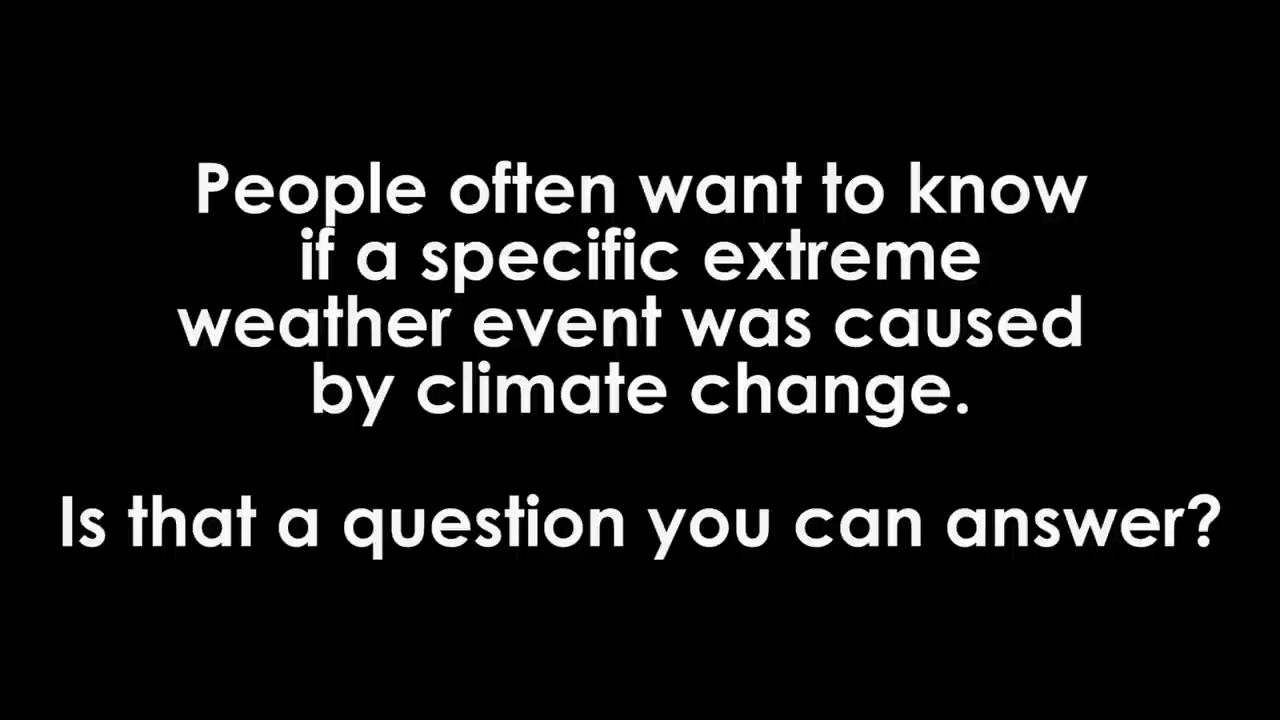 People often want to know
if a specific extreme
weather event was caused
by climate change.
Is that a question you can answer?